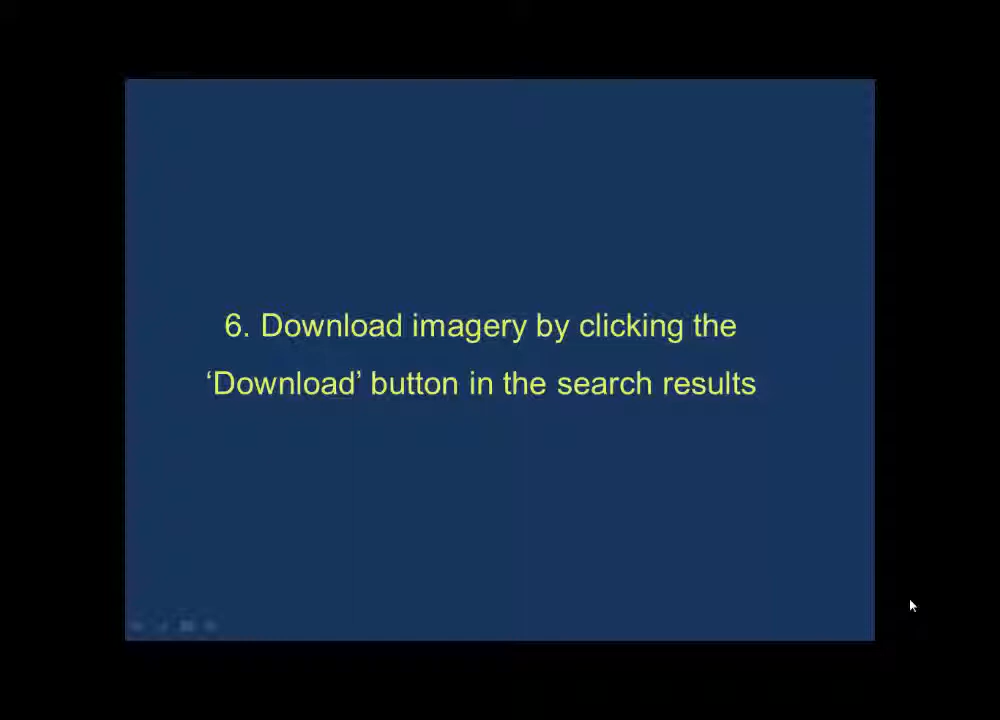 6. Download imagery by clicking the
‘Download’ button in the search results